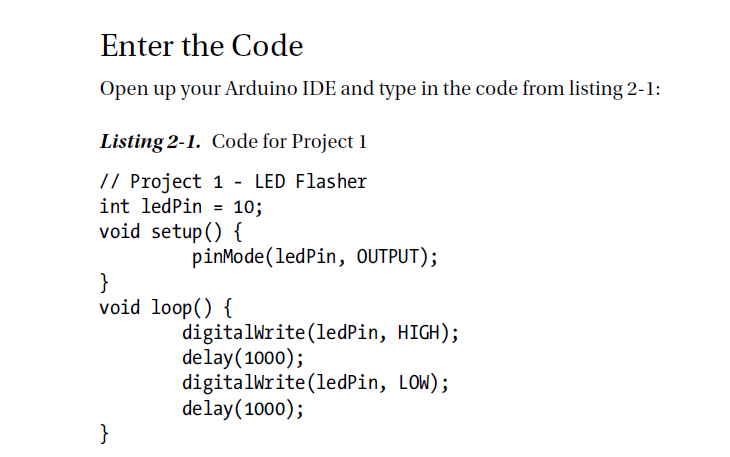 Enter the Code
Open up your Arduino IDE and type in the code from listing 2-1:
Listing 2-1. Code for Project 1
// Project 1 - LED Flasher
int ledPin = 10;
void setup() {
         pinMode(ledPin, OUTPUT);
}
void loop() {
        digitalWrite(ledPin, HIGH);
        delay(1000);
        digitalWrite(ledPin, LOW);
        delay(1000);
}